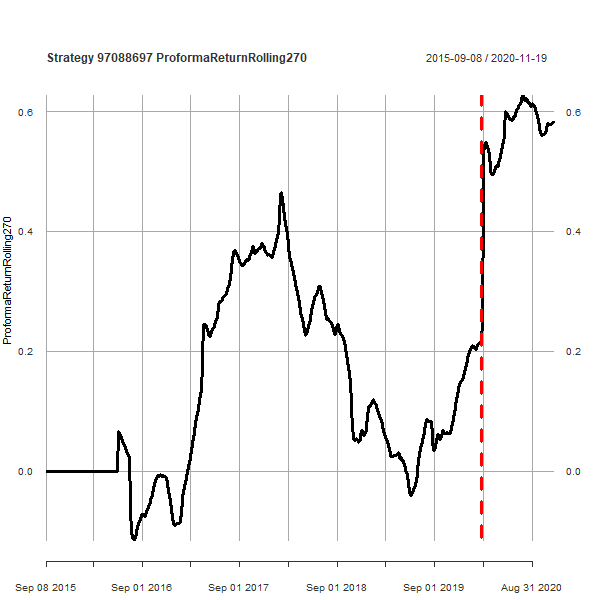 Strategy 97088697 ProformaReturnRolling270
2015-09-08 / 2020-11-19
ProformaReturnRolling270
0.6
0.4
0.2
0.0
0.6
0.4
0.2
0.0
Sep 08 2015
Sep 01 2016
Sep 01 2017
Sep 01 2018
Sep 01 2019
Aug 31 2020